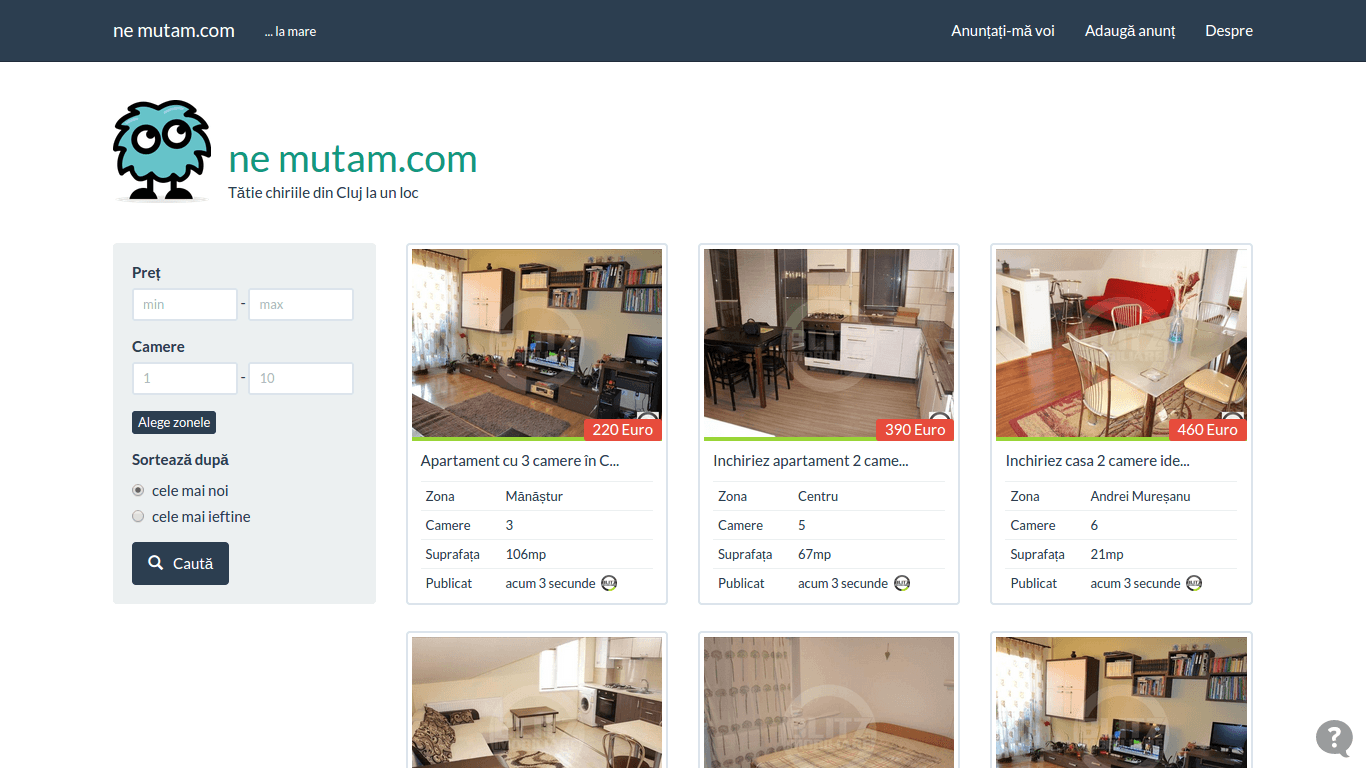 ne mutam.com
... la mare
Anunțați-mă voi
Adaugă anunț
Despre
ne mutam.com
Tătie chiriile din Cluj la un loc
Preț
min - max
Camere
1 - 10
Alege zonele
Sortează după
cele mai noi
cele mai ieftine
Caută
220 Euro
Apartament cu 3 camere în C...
Zona Mănăștur
Camere 3
Suprafața 106mp
Publicat acum 3 secunde
390 Euro
Inchiriez apartament 2 came...
Zona Centru
Camere 5
Suprafața 67mp
Publicat acum 3 secunde
460 Euro
Inchiriez casa 2 camere ide...
Zona Andrei Mureșanu
Camere 6
Suprafața 21mp
Publicat acum 3 secunde
?